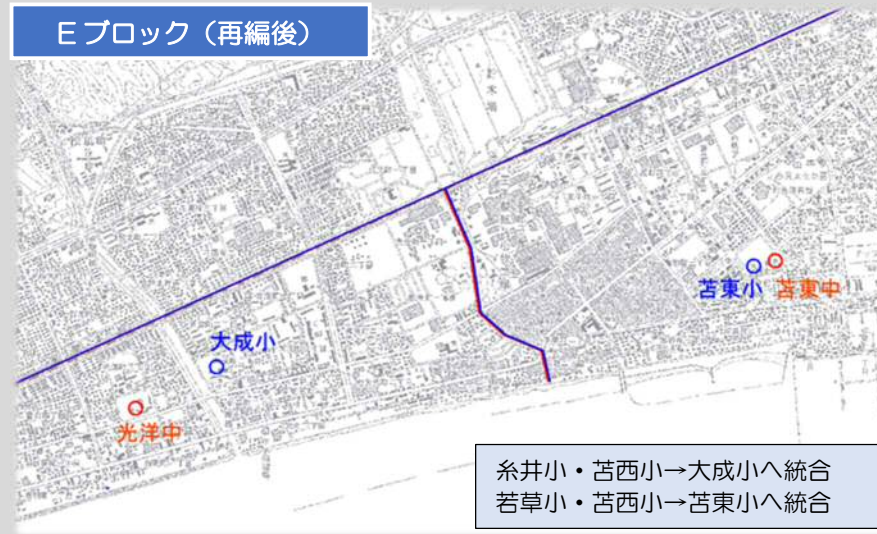 Eブロック（再編後）
苫東小 苫東中
大成小
光洋中
糸井小・苫西小→大成小へ統合
若草小・苫西小→苫東小へ統合